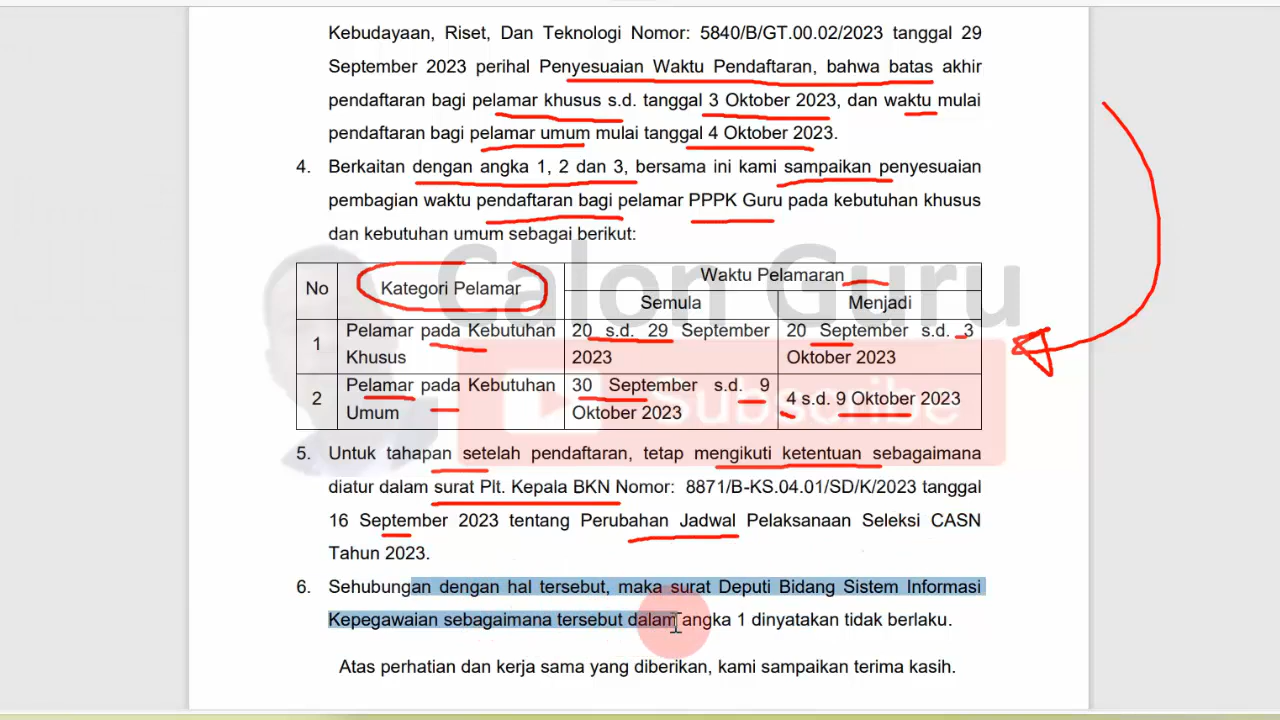 Kebudayaan, Riset, Dan Teknologi Nomor: 5840/B/GT.00.02/2023 tanggal 29
September 2023 perihal Penyesuaian Waktu Pendaftaran, bahwa batas akhir
pendaftaran bagi pelamar khusus s.d. tanggal 3 Oktober 2023, dan waktu mulai
pendaftaran bagi pelamar umum mulai tanggal 4 Oktober 2023.
4. Berkaitan dengan angka 1, 2 dan 3, bersama ini kami sampaikan penyesuaian
pembagian waktu pendaftaran bagi pelamar PPPK Guru pada kebutuhan khusus
dan kebutuhan umum sebagai berikut:
Calon Guru
No Kategori Pelamar Waktu Pelamaran
Semula Menjadi
1 Pelamar pada Kebutuhan 20 s.d. 29 September 20 September s.d. 3
Khusus 2023 Oktober 2023
2 Pelamar pada Kebutuhan 30 September s.d. 9 4 s.d. 9 Oktober 2023
Umum Oktober 2023
Subscribe
5. Untuk tahapan setelah pendaftaran, tetap mengikuti ketentuan sebagaimana
diatur dalam surat Plt. Kepala BKN Nomor: 8871/B-KS.04.01/SD/K/2023 tanggal
16 September 2023 tentang Perubahan Jadwal Pelaksanaan Seleksi CASN
Tahun 2023.
6. Sehubungan dengan hal tersebut, maka surat Deputi Bidang Sistem Informasi
Kepegawaian sebagaimana tersebut dalam angka 1 dinyatakan tidak berlaku.
Atas perhatian dan kerja sama yang diberikan, kami sampaikan terima kasih.